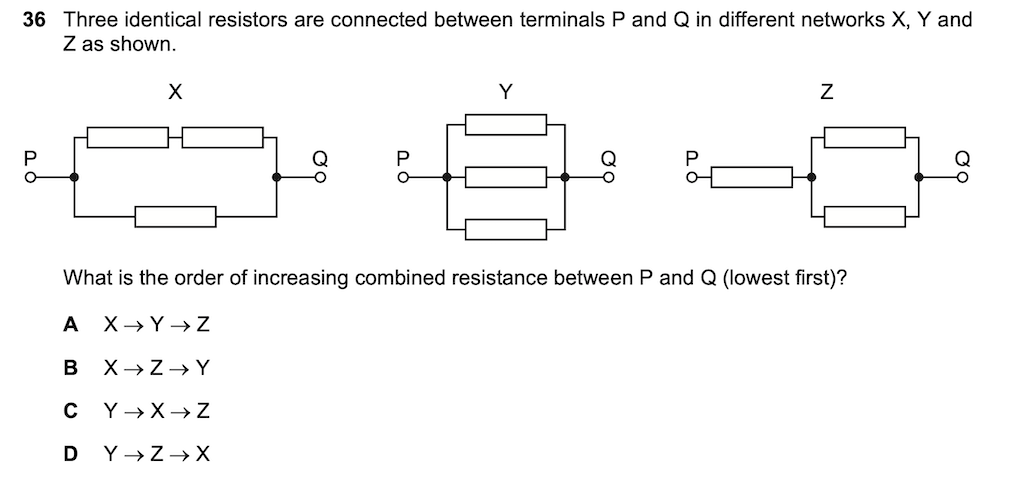 36 Three identical resistors are connected between terminals P and Q in different networks X, Y and
Z as shown.
X Y Z
P Q P Q P Q
What is the order of increasing combined resistance between P and Q (lowest first)?
A X → Y → Z
B X → Z → Y
C Y → X → Z
D Y → Z → X